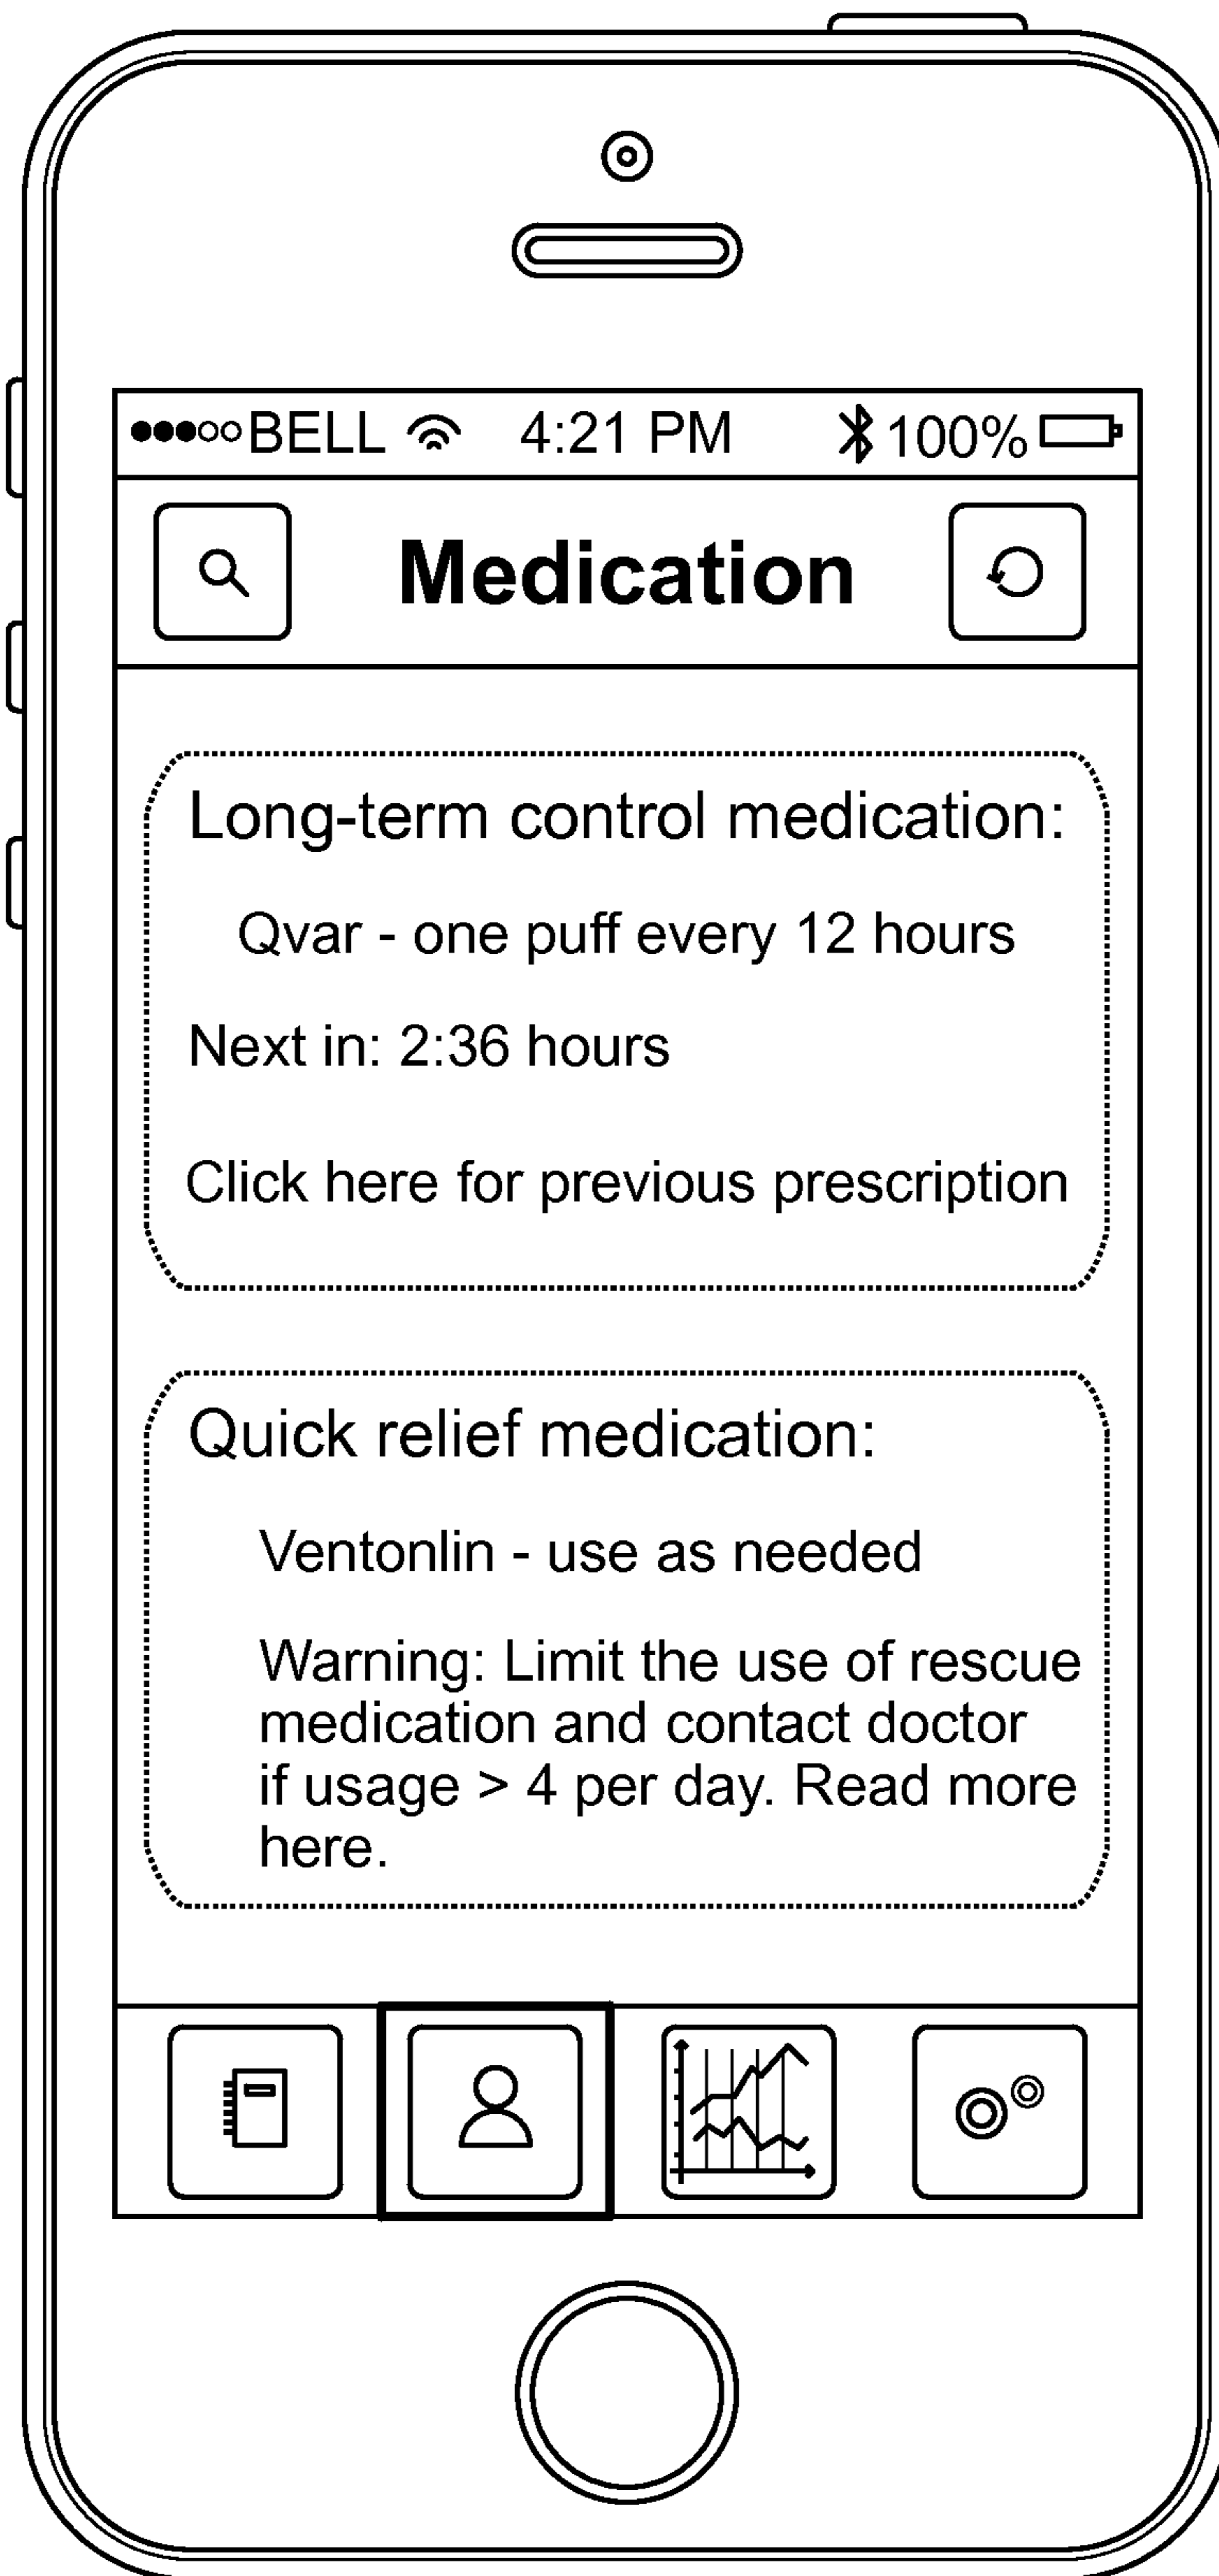 BELL 4:21 PM 100%
Medication
Long-term control medication:
Qvar - one puff every 12 hours
Next in: 2:36 hours
Click here for previous prescription
Quick relief medication:
Ventonlin - use as needed
Warning: Limit the use of rescue
medication and contact doctor
if usage > 4 per day. Read more
here.